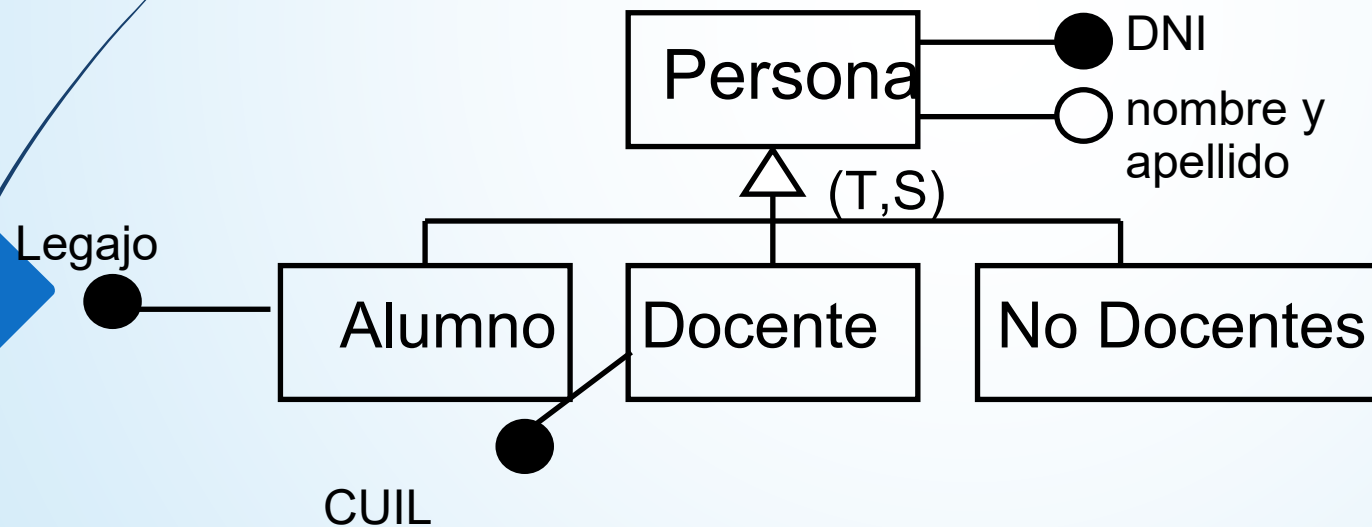 Persona
DNI
nombre y
apellido
(T,S)
Legajo
Alumno
Docente
No Docentes
CUIL